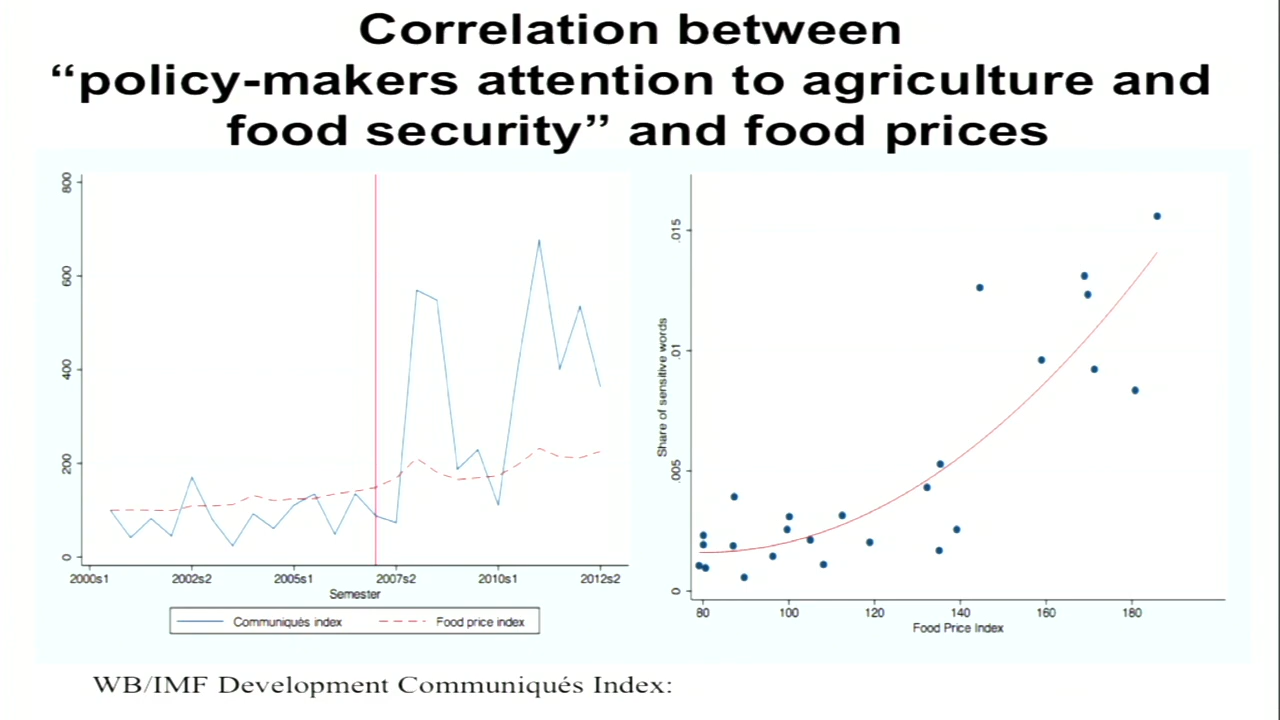 Correlation between
“policy-makers attention to agriculture and
food security” and food prices
800
600
400
200
0
2000s1 2002s2 2005s1 2007s2 2010s1 2012s2
Semester
Communiqués index Food price index
Share of sensitive words
.015
.01
.005
0
80 100 120 140 160 180
Food Price Index
WB/IMF Development Communiqués Index: